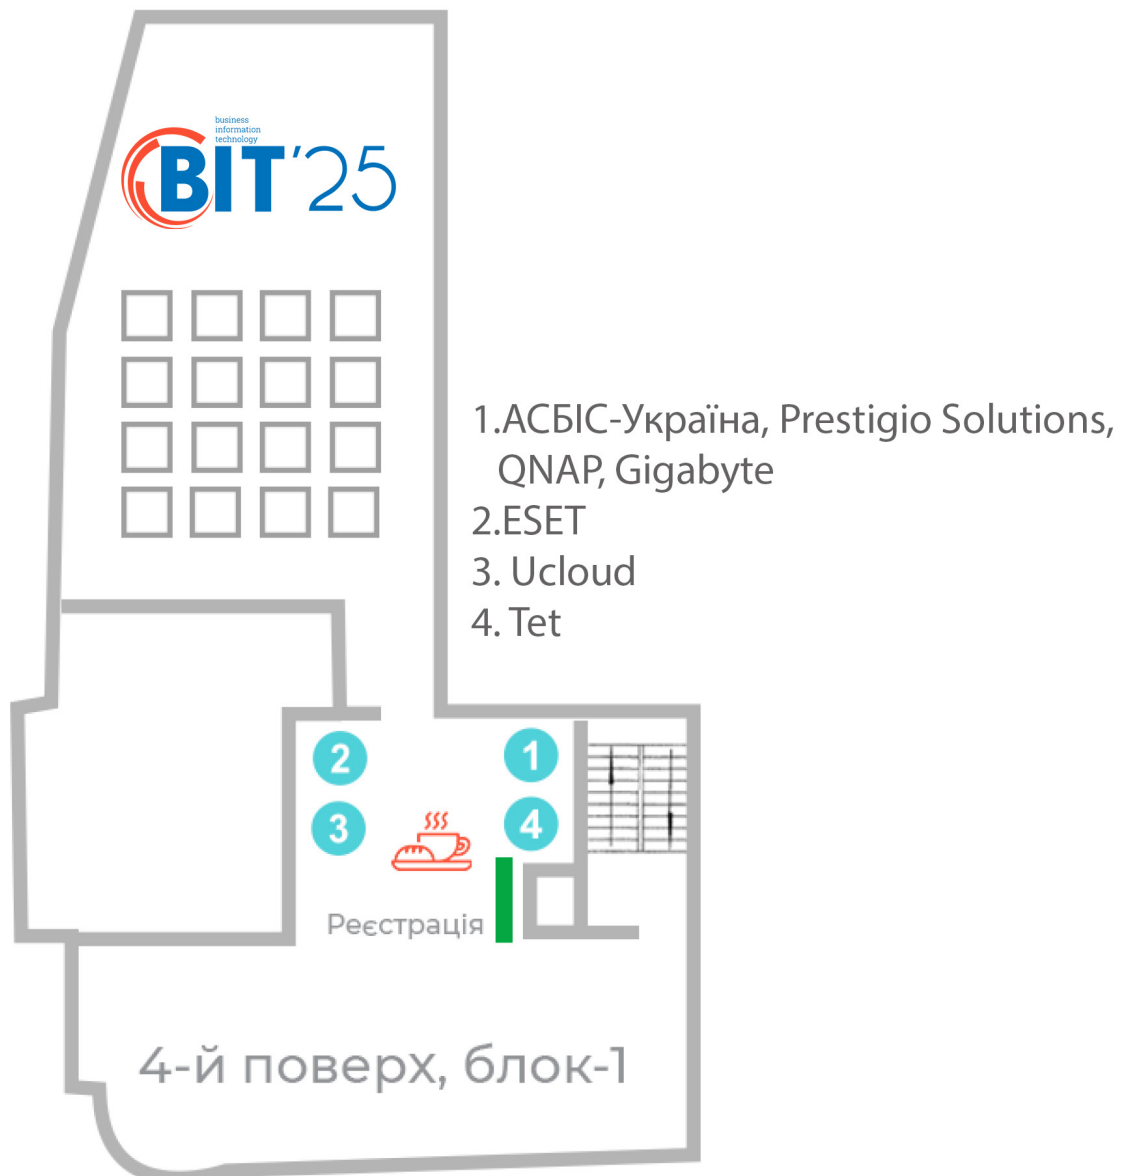 business
information
technology
BIT'25
1.АСБІС-Україна, Prestigio Solutions,
QNAP, Gigabyte
2.ESET
3. Ucloud
4. Tet
2
1
3
4
Реєстрація
4-й поверх, блок-1